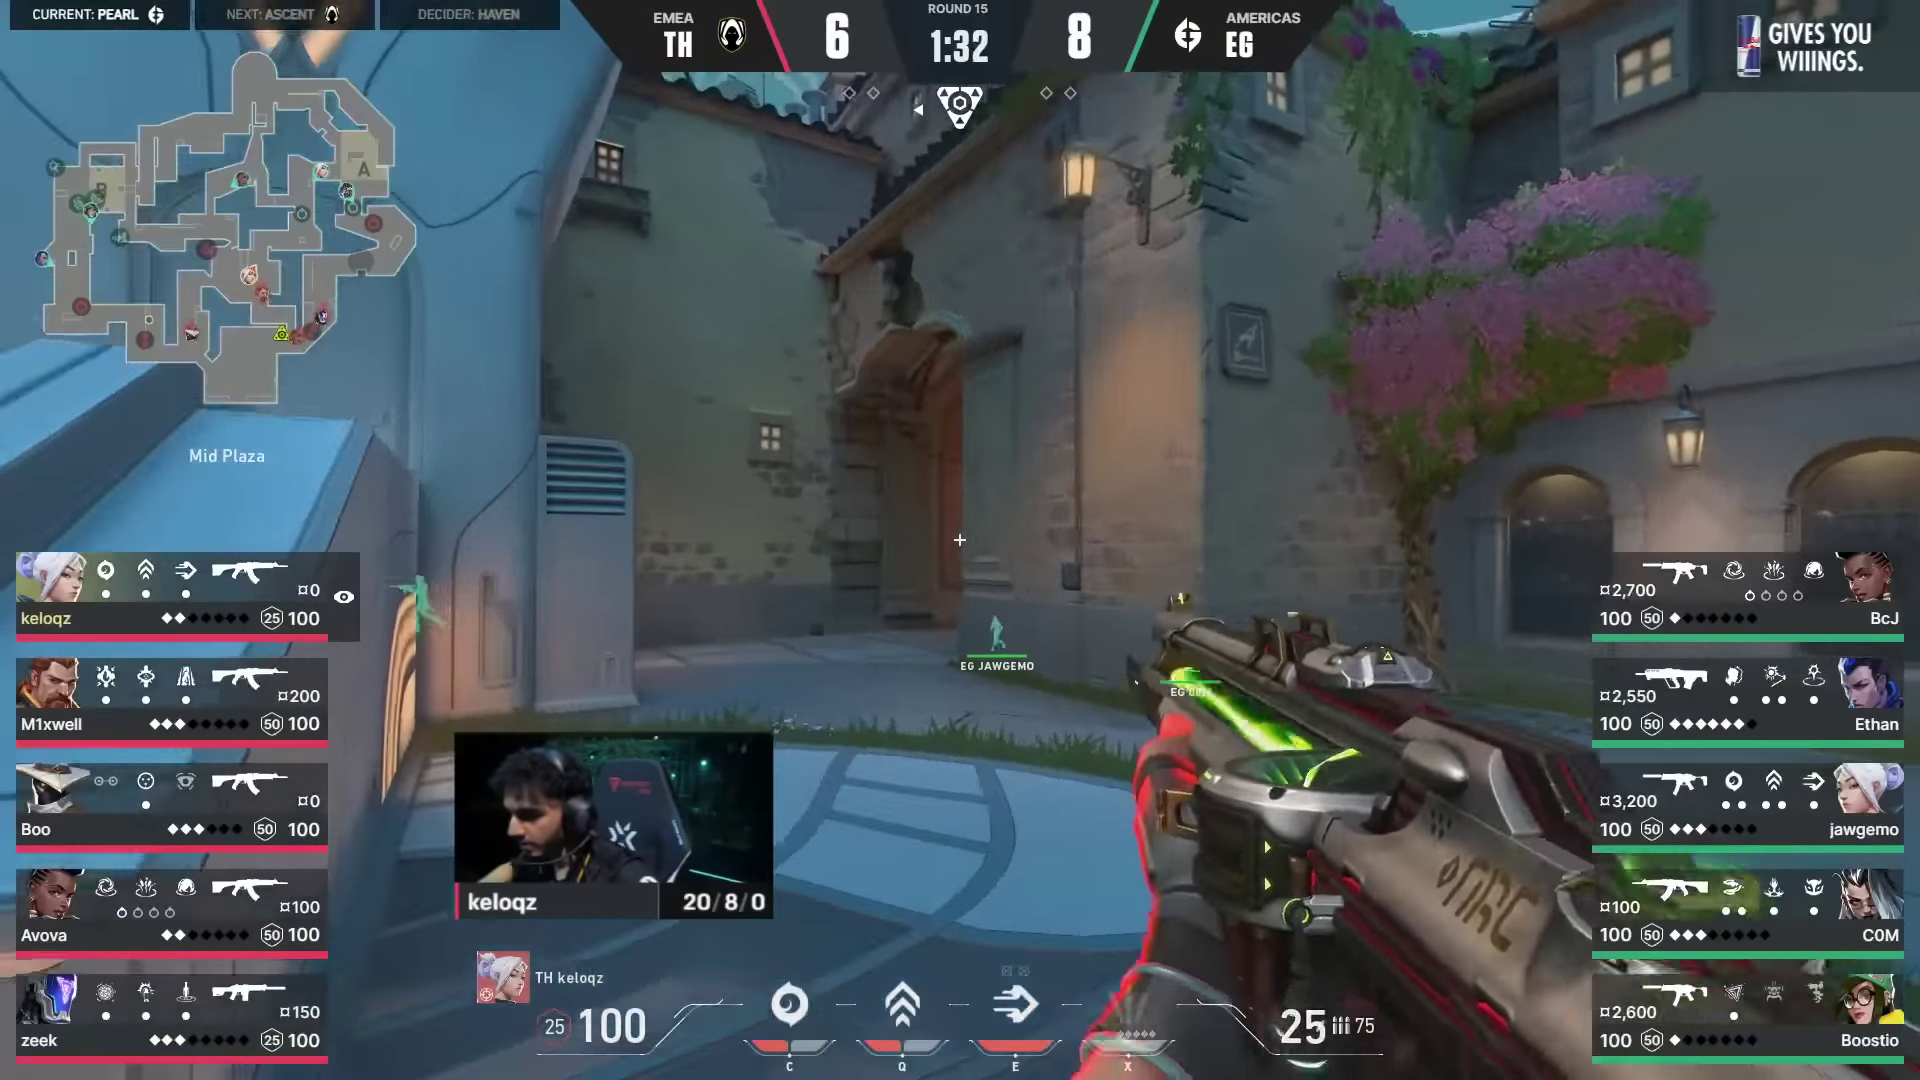 CURRENT: PEARL
NEXT: ASCENT
DECIDER: HAVEN
EMEA
TH
6
ROUND 15
1:32
8
AMERICAS
EG
GIVES YOU
WIIINGS.
A
B
Mid Plaza
¤0
keloqz
25 100
¤200
M1xwell
50 100
¤0
Boo
50 100
¤100
Avova
50 100
¤150
zeek
25 100
EG JAWGEMO
keloqz
20/8/0
TH keloqz
25 100
C
Q
E
X
25 75
¤2,700
100 50
BcJ
¤2,550
100 50
Ethan
¤3,200
100 50
jawgemo
¤100
100 50
C0M
¤2,600
100 50
Boostio